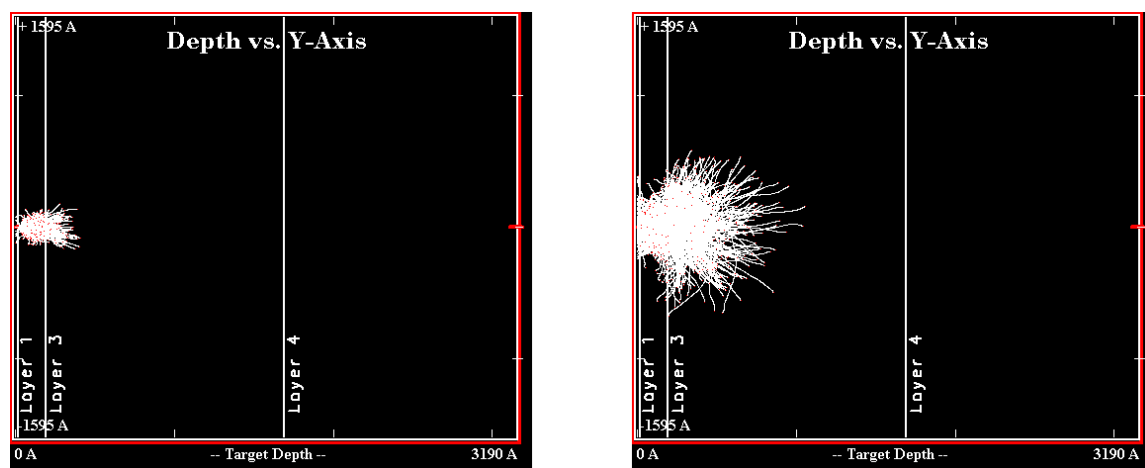 +1595 A
Depth vs. Y-Axis
Layer 1
Layer 3
Layer 4
-1595 A
0 A
-- Target Depth --
3190 A
+1595 A
Depth vs. Y-Axis
Layer 1
Layer 3
Layer 4
-1595 A
0 A
-- Target Depth --
3190 A